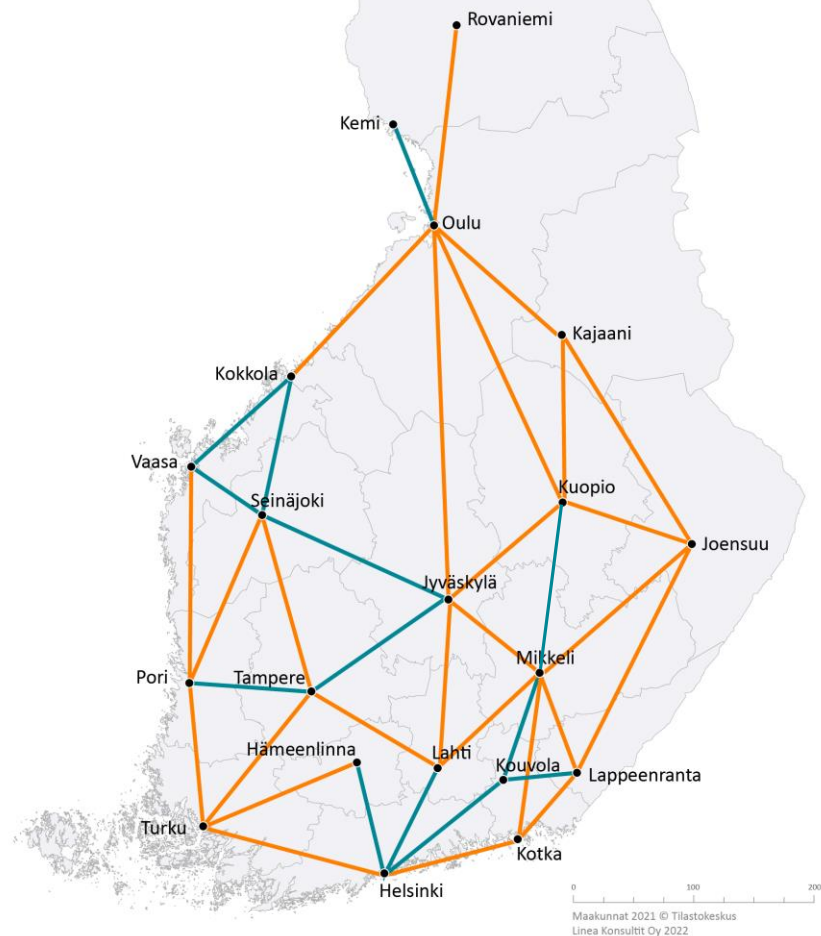 Rovaniemi
Kemi
Oulu
Kajaani
Kokkola
Vaasa
Seinäjoki
Kuopio
Joensuu
Jyväskylä
Mikkeli
Pori
Tampere
Hämeenlinna
Lahti
Kouvola
Lappeenranta
Turku
Kotka
Helsinki
0 100 200
Maakunnat 2021 © Tilastokeskus
Linea Konsultit Oy 2022